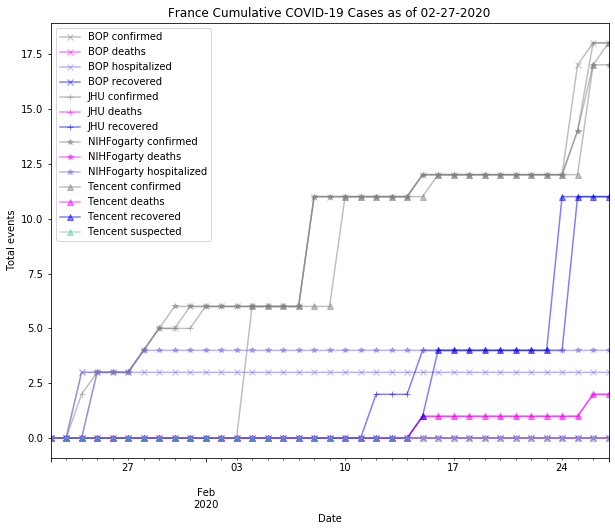 France Cumulative COVID-19 Cases as of 02-27-2020
BOP confirmed
BOP deaths
BOP hospitalized
BOP recovered
JHU confirmed
JHU deaths
JHU recovered
NIHFogarty confirmed
NIHFogarty deaths
NIHFogarty hospitalized
Tencent confirmed
Tencent deaths
Tencent recovered
Tencent suspected
Total events
17.5
15.0
12.5
10.0
7.5
5.0
2.5
0.0
27
03
10
17
24
Feb
2020
Date